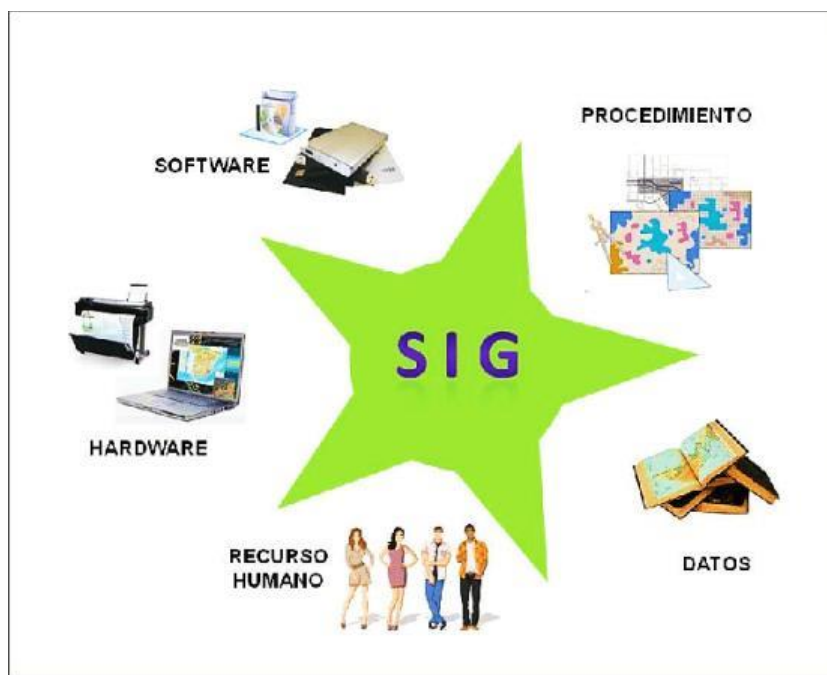 PROCEDIMIENTO
SOFTWARE
SIG
HARDWARE
RECURSO
HUMANO
DATOS